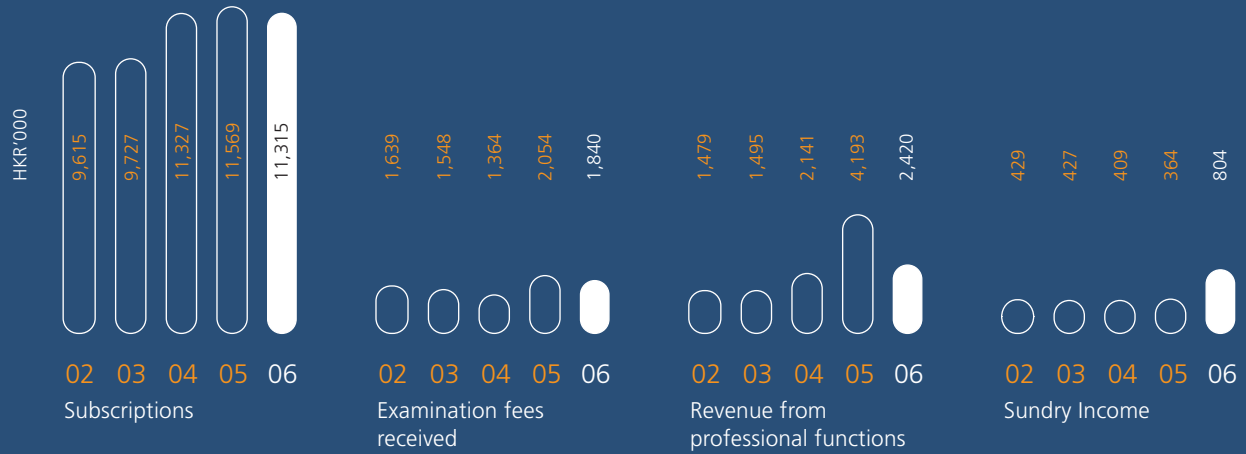 HKR'000
9,615
9,727
11,327
11,569
11,315
02 03 04 05 06
Subscriptions
1,639
1,548
1,364
2,054
1,840
02 03 04 05 06
Examination fees
received
1,479
1,495
2,141
4,193
2,420
02 03 04 05 06
Revenue from
professional functions
429
427
409
364
804
02 03 04 05 06
Sundry Income